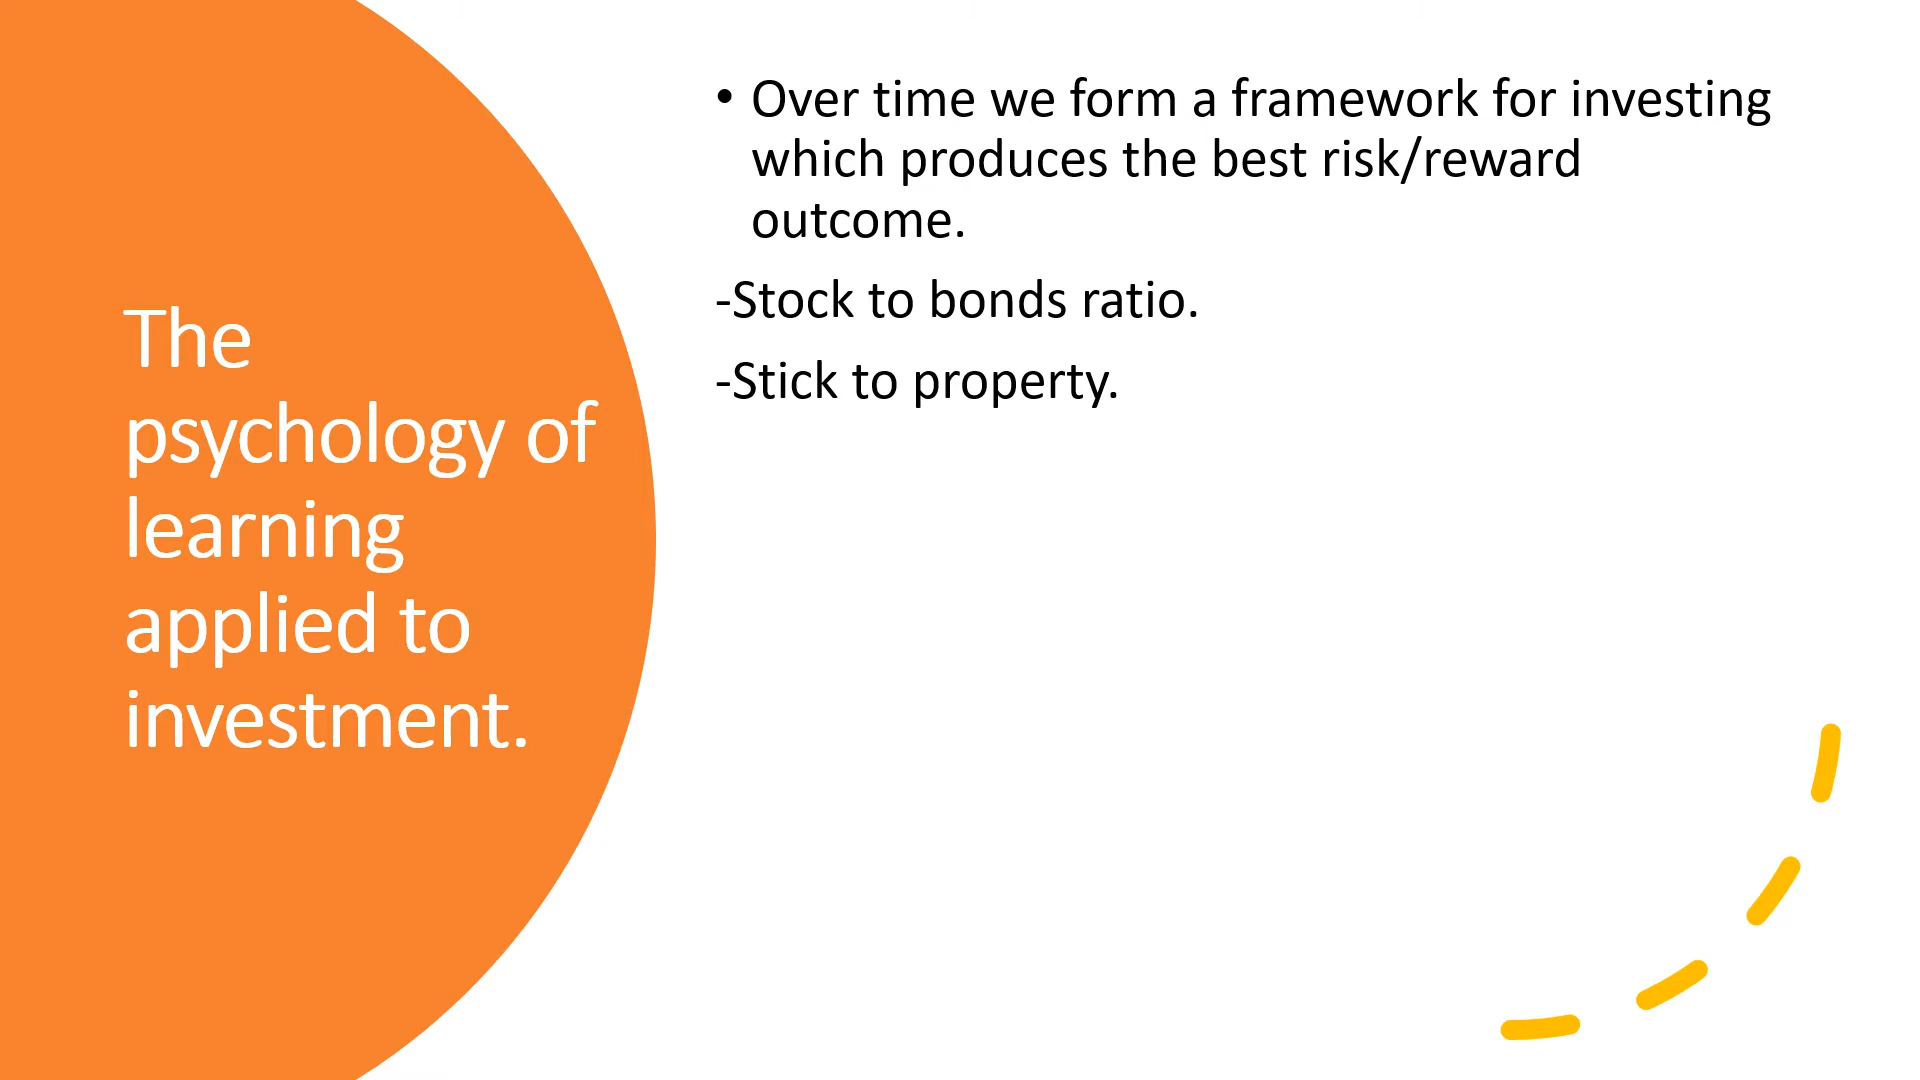 The
psychology of
learning
applied to
investment.
• Over time we form a framework for investing
which produces the best risk/reward
outcome.
-Stock to bonds ratio.
-Stick to property.